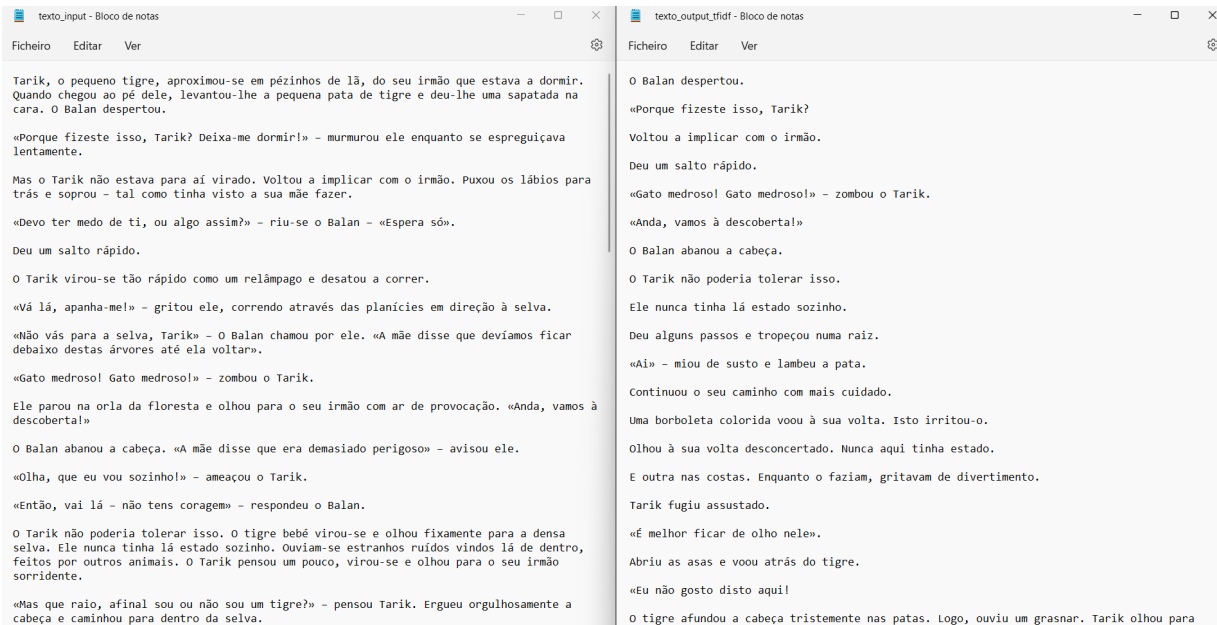 texto_input - Bloco de notas
Ficheiro Editar Ver
Tarik, o pequeno tigre, aproximou-se em pézinhos de lã, do seu irmão que estava a dormir.
Quando chegou ao pé dele, levantou-lhe a pequena pata de tigre e deu-lhe uma sapatada na
cara. O Balan despertou.
«Porque fizeste isso, Tarik? Deixa-me dormir!» – murmurou ele enquanto se espreguiçava
lentamente.
Mas o Tarik não estava para aí virado. Voltou a implicar com o irmão. Puxou os lábios para
trás e soprou – tal como tinha visto a sua mãe fazer.
«Devo ter medo de ti, ou algo assim?» – riu-se o Balan – «Espera só».
Deu um salto rápido.
O Tarik virou-se tão rápido como um relâmpago e desatou a correr.
«Vá lá, apanha-me!» – gritou ele, correndo através das planícies em direção à selva.
«Não vás para a selva, Tarik» – O Balan chamou por ele. «A mãe disse que devíamos ficar
debaixo destas árvores até ela voltar».
«Gato medroso! Gato medroso!» – zombou o Tarik.
Ele parou na orla da floresta e olhou para o seu irmão com ar de provocação. «Anda, vamos à
descoberta!»
O Balan abanou a cabeça. «A mãe disse que era demasiado perigoso» – avisou ele.
«Olha, que eu vou sozinho!» – ameaçou o Tarik.
«Então, vai lá – não tens coragem» – respondeu o Balan.
O Tarik não poderia tolerar isso. O tigre bebé virou-se e olhou fixamente para a densa
selva. Ele nunca tinha lá estado sozinho. Ouviam-se estranhos ruídos vindos lá de dentro,
feitos por outros animais. O Tarik pensou um pouco, virou-se e olhou para o seu irmão
sorridente.
«Mas que raio, afinal sou ou não sou um tigre?» – pensou Tarik. Ergueu orgulhosamente a
cabeça e caminhou para dentro da selva.
texto_output_tfidf - Bloco de notas
Ficheiro Editar Ver
O Balan despertou.
«Porque fizeste isso, Tarik?
Voltou a implicar com o irmão.
Deu um salto rápido.
«Gato medroso! Gato medroso!» – zombou o Tarik.
«Anda, vamos à descoberta!»
O Balan abanou a cabeça.
O Tarik não poderia tolerar isso.
Ele nunca tinha lá estado sozinho.
Deu alguns passos e tropeçou numa raiz.
«Ai» – miou de susto e lambeu a pata.
Continuou o seu caminho com mais cuidado.
Uma borboleta colorida voou à sua volta. Isto irritou-o.
Olhou à sua volta desconcertado. Nunca aqui tinha estado.
E outra nas costas. Enquanto o faziam, gritavam de divertimento.
Tarik fugiu assustado.
«É melhor ficar de olho nele».
Abriu as asas e voou atrás do tigre.
«Eu não gosto disto aqui!
O tigre afundou a cabeça tristemente nas patas. Logo, ouviu um grasnar. Tarik olhou para